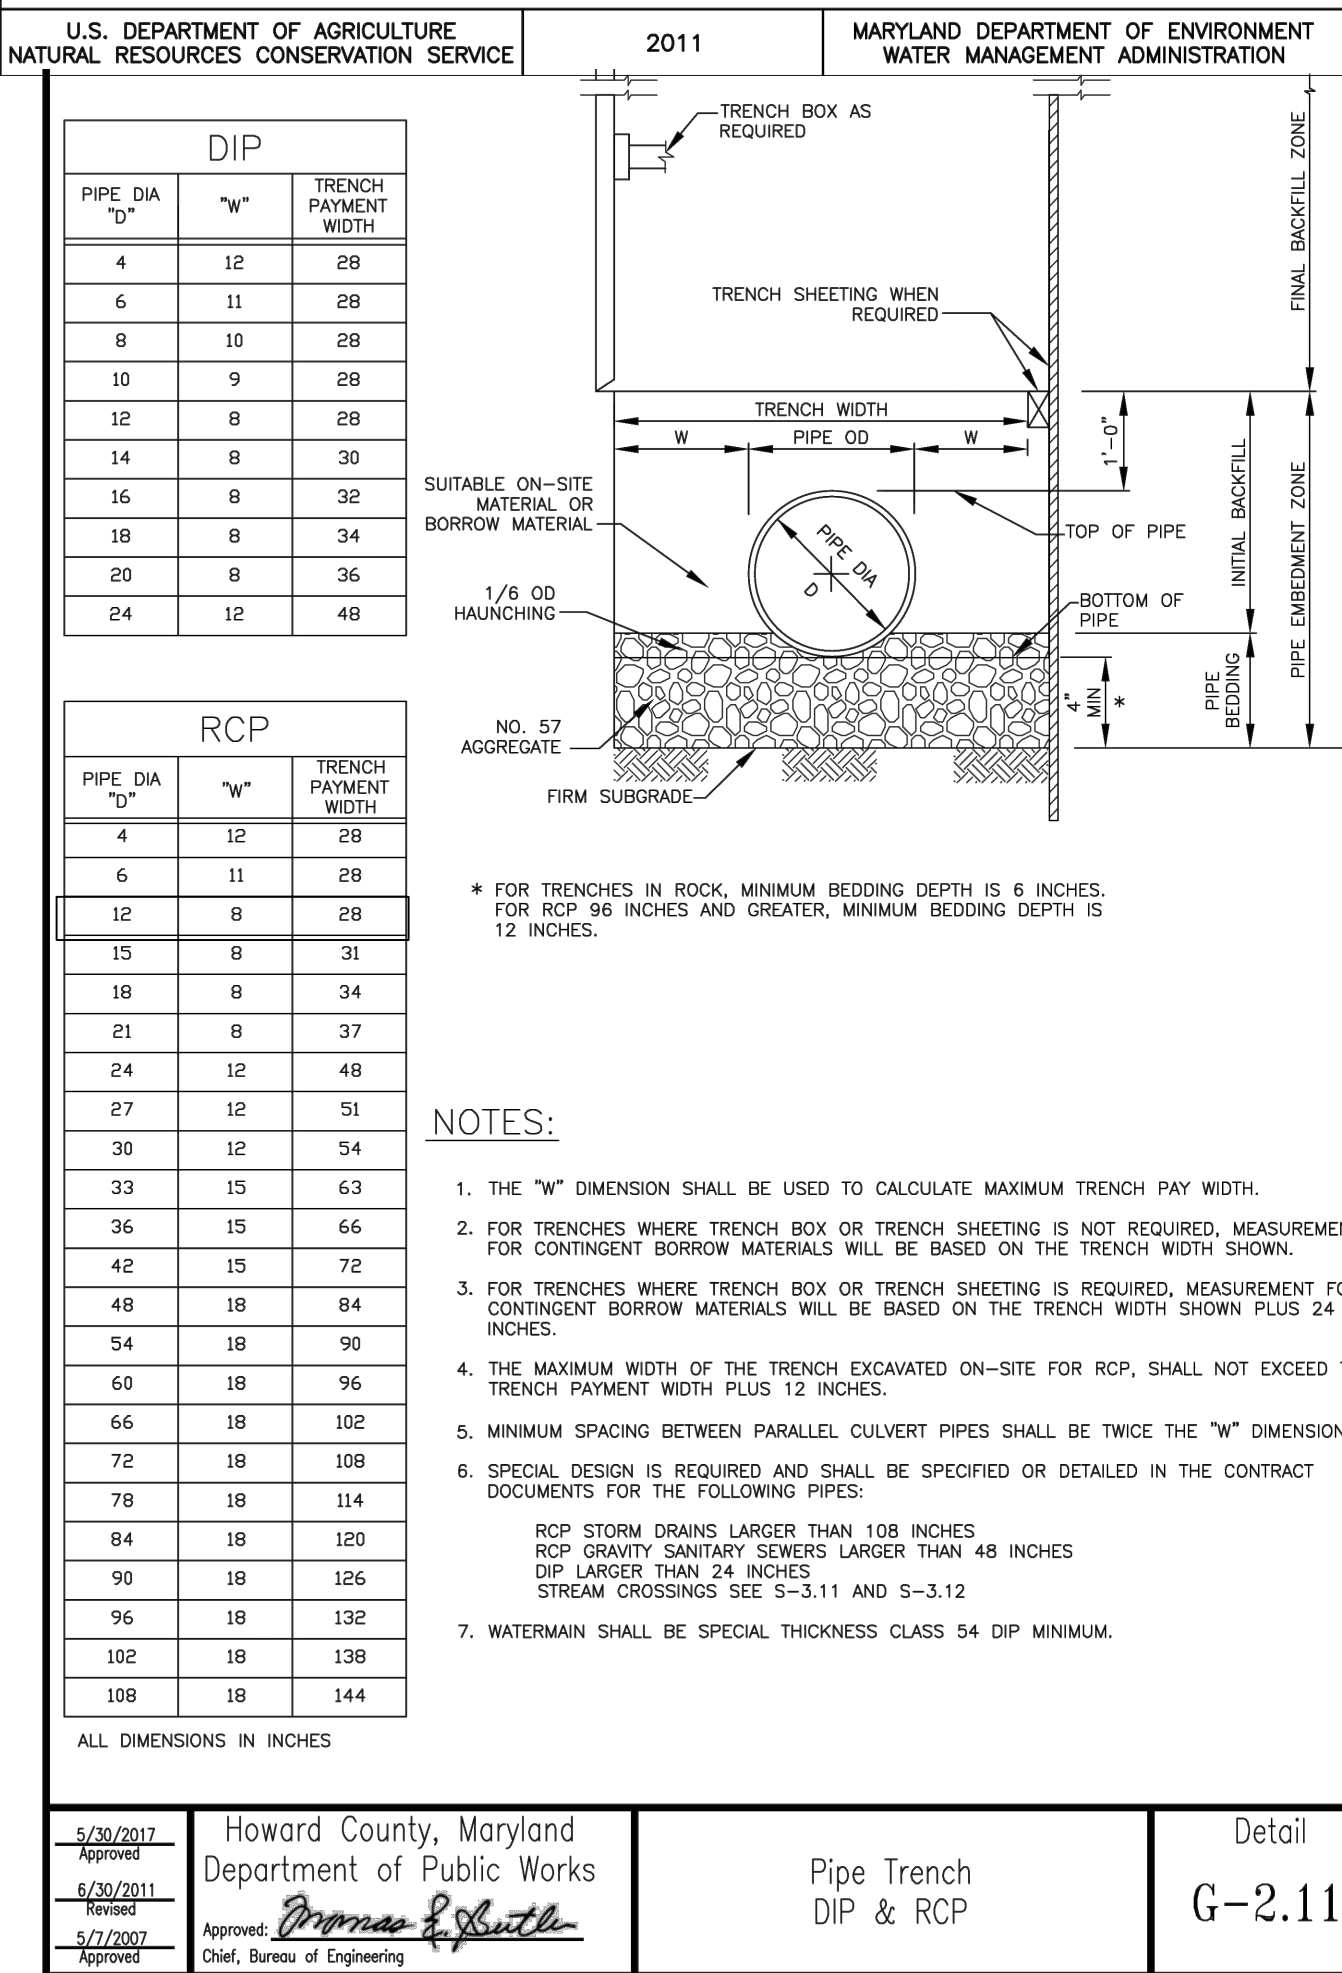 U.S. DEPARTMENT OF AGRICULTURE
NATURAL RESOURCES CONSERVATION SERVICE
2011
MARYLAND DEPARTMENT OF ENVIRONMENT
WATER MANAGEMENT ADMINISTRATION
DIP
PIPE DIA "D" "W" TRENCH PAYMENT WIDTH
4 12 28
6 11 28
8 10 28
10 9 28
12 8 28
14 8 30
16 8 32
18 8 34
20 8 36
24 12 48
RCP
PIPE DIA "D" "W" TRENCH PAYMENT WIDTH
4 12 28
6 11 28
12 8 28
15 8 31
18 8 34
21 8 37
24 12 48
27 12 51
30 12 54
33 15 63
36 15 66
42 15 72
48 18 84
54 18 90
60 18 96
66 18 102
72 18 108
78 18 114
84 18 120
90 18 126
96 18 132
102 18 138
108 18 144
ALL DIMENSIONS IN INCHES
TRENCH BOX AS
REQUIRED
TRENCH SHEETING WHEN
REQUIRED
TRENCH WIDTH
W
PIPE OD
W
1'-0"
SUITABLE ON-SITE
MATERIAL OR
BORROW MATERIAL
TOP OF PIPE
PIPE DIA
D
1/6 OD
HAUNCHING
BOTTOM OF
PIPE
NO. 57
AGGREGATE
4"
MIN
*
FIRM SUBGRADE
FINAL BACKFILL ZONE
INITIAL BACKFILL
PIPE EMBEDMENT ZONE
PIPE
BEDDING
* FOR TRENCHES IN ROCK, MINIMUM BEDDING DEPTH IS 6 INCHES.
FOR RCP 96 INCHES AND GREATER, MINIMUM BEDDING DEPTH IS
12 INCHES.
NOTES:
1. THE "W" DIMENSION SHALL BE USED TO CALCULATE MAXIMUM TRENCH PAY WIDTH.
2. FOR TRENCHES WHERE TRENCH BOX OR TRENCH SHEETING IS NOT REQUIRED, MEASUREME
FOR CONTINGENT BORROW MATERIALS WILL BE BASED ON THE TRENCH WIDTH SHOWN.
3. FOR TRENCHES WHERE TRENCH BOX OR TRENCH SHEETING IS REQUIRED, MEASUREMENT FO
CONTINGENT BORROW MATERIALS WILL BE BASED ON THE TRENCH WIDTH SHOWN PLUS 24
INCHES.
4. THE MAXIMUM WIDTH OF THE TRENCH EXCAVATED ON-SITE FOR RCP, SHALL NOT EXCEED
TRENCH PAYMENT WIDTH PLUS 12 INCHES.
5. MINIMUM SPACING BETWEEN PARALLEL CULVERT PIPES SHALL BE TWICE THE "W" DIMENSION
6. SPECIAL DESIGN IS REQUIRED AND SHALL BE SPECIFIED OR DETAILED IN THE CONTRACT
DOCUMENTS FOR THE FOLLOWING PIPES:
RCP STORM DRAINS LARGER THAN 108 INCHES
RCP GRAVITY SANITARY SEWERS LARGER THAN 48 INCHES
DIP LARGER THAN 24 INCHES
STREAM CROSSINGS SEE S-3.11 AND S-3.12
7. WATERMAIN SHALL BE SPECIAL THICKNESS CLASS 54 DIP MINIMUM.
5/30/2017
Approved
6/30/2011
Revised
5/7/2007
Approved
Howard County, Maryland
Department of Public Works
Approved: Thomas E. Butler
Chief, Bureau of Engineering
Pipe Trench
DIP & RCP
Detail
G-2.11